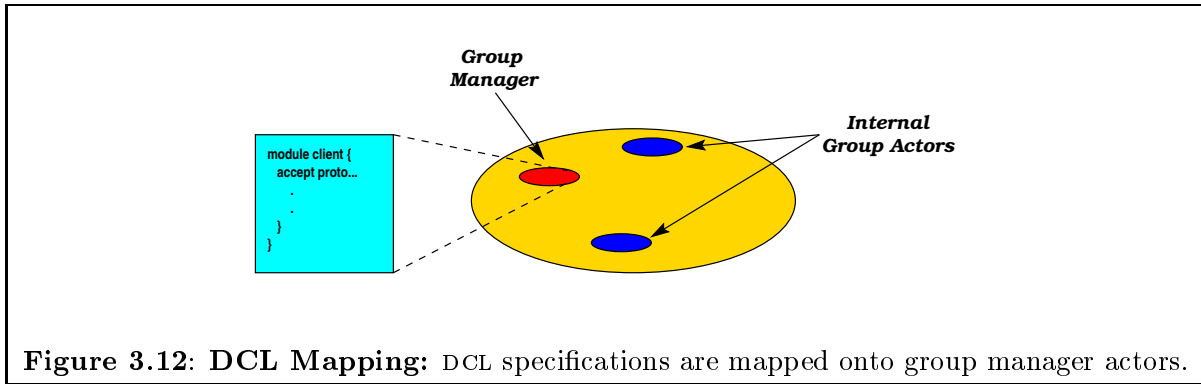 Group
Manager
Internal
Group Actors
module client {
accept proto...
.
.
}
}
Figure 3.12: DCL Mapping: DCL specifications are mapped onto group manager actors.